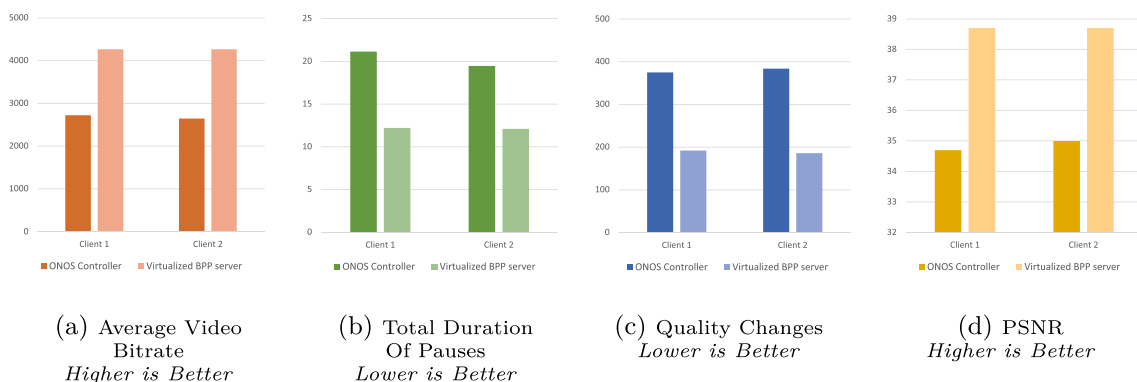 5000
4000
3000
2000
1000
0
Client 1
Client 2
ONOS Controller
Virtualized BPP server
(a) Average Video
Bitrate
Higher is Better
25
20
15
10
5
0
Client 1
Client 2
ONOS Controller
Virtualized BPP server
(b) Total Duration
Of Pauses
Lower is Better
500
400
300
200
100
0
Client 1
Client 2
ONOS Controller
Virtualized BPP server
(c) Quality Changes
Lower is Better
39
38
37
36
35
34
33
32
Client 1
Client 2
ONOS Controller
Virtualized BPP server
(d) PSNR
Higher is Better